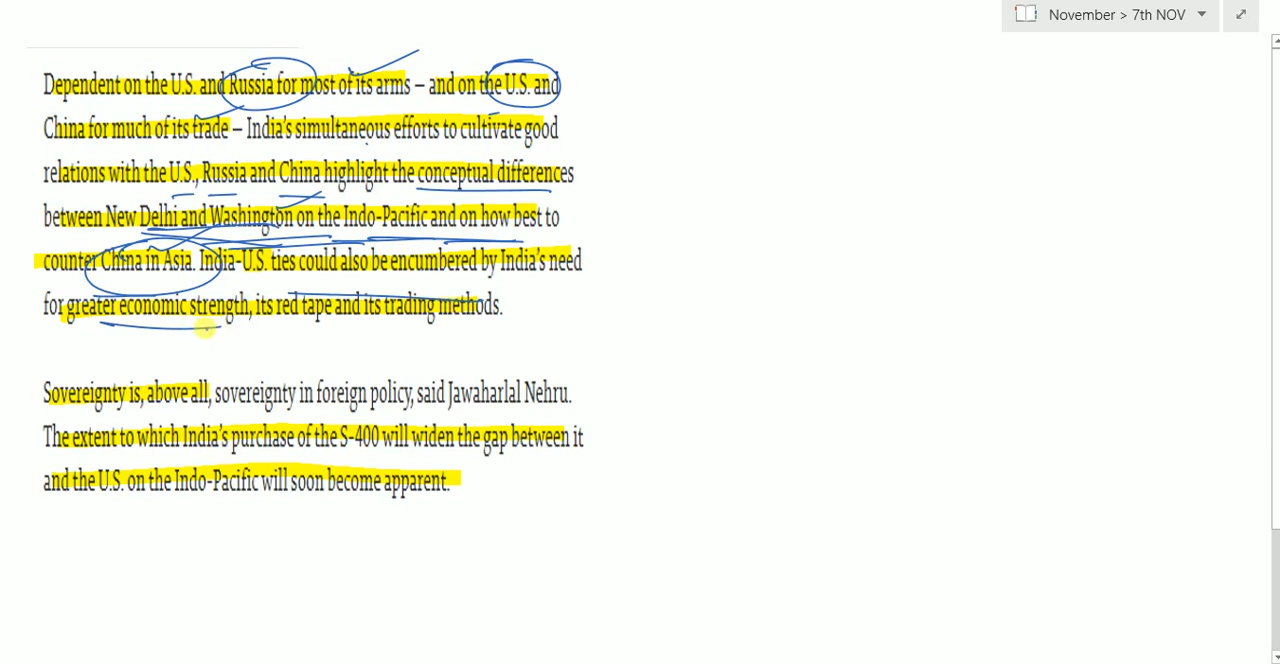 November > 7th NOV
Dependent on the U.S. and Russia for most of its arms – and on the U.S. and
China for much of its trade – India's simultaneous efforts to cultivate good
relations with the U.S., Russia and China highlight the conceptual differences
between New Delhi and Washington on the Indo-Pacific and on how best to
counter China in Asia. India-U.S. ties could also be encumbered by India's need
for greater economic strength, its red tape and its trading methods.
Sovereignty is, above all, sovereignty in foreign policy, said Jawaharlal Nehru.
The extent to which India's purchase of the S-400 will widen the gap between it
and the U.S. on the Indo-Pacific will soon become apparent.